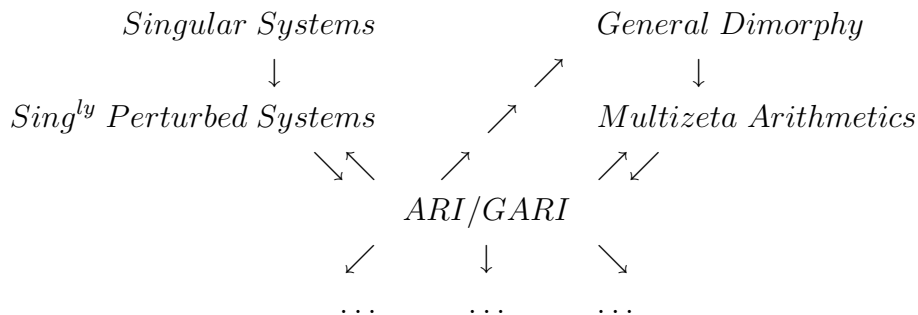 Singular Systems General Dimorphy
↓ ↗ ↓
↗
Sing^ly Perturbed Systems Multizeta Arithmetics
↘ ↖ ↗ ↗ ↙
ARI/GARI
↙ ↓ ↘
... ... ...